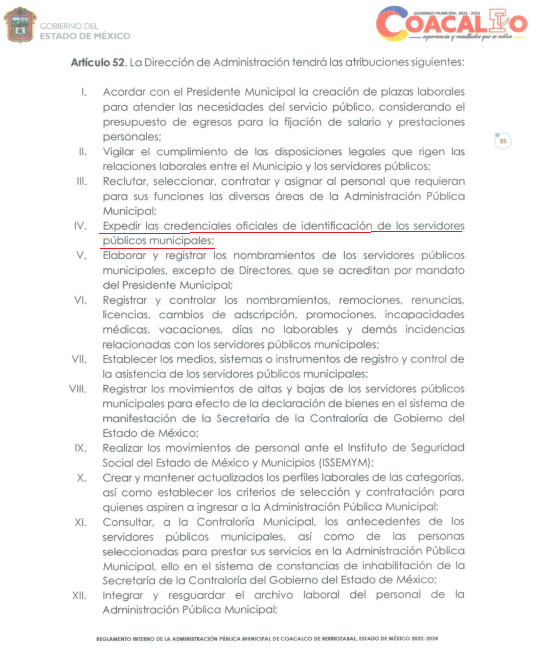 GOBIERNO DEL
ESTADO DE MÉXICO
GOBIERNO MUNICIPAL 2022 - 2024
COACALCO
experiencia y resultados que se notan
Artículo 52. La Dirección de Administración tendrá las atribuciones siguientes:
I. Acordar con el Presidente Municipal la creación de plazas laborales
para atender las necesidades del servicio público, considerando el
presupuesto de egresos para la fijación de salario y prestaciones
personales;
35
II. Vigilar el cumplimiento de las disposiciones legales que rigen las
relaciones laborales entre el Municipio y los servidores públicos;
III. Reclutar, seleccionar, contratar y asignar al personal que requieran
para sus funciones las diversas áreas de la Administración Pública
Municipal;
IV. Expedir las credenciales oficiales de identificación de los servidores
públicos municipales;
V. Elaborar y registrar los nombramientos de los servidores públicos
municipales, excepto de Directores, que se acreditan por mandato
del Presidente Municipal;
VI. Registrar y controlar los nombramientos, remociones, renuncias,
licencias, cambios de adscripción, promociones, incapacidades
médicas, vacaciones, días no laborables y demás incidencias
relacionadas con los servidores públicos municipales;
VII. Establecer los medios, sistemas o instrumentos de registro y control de
la asistencia de los servidores públicos municipales;
VIII. Registrar los movimientos de altas y bajas de los servidores públicos
municipales para efecto de la declaración de bienes en el sistema de
manifestación de la Secretaría de la Contraloría de Gobierno del
Estado de México;
IX. Realizar los movimientos de personal ante el Instituto de Seguridad
Social del Estado de México y Municipios (ISSEMYM);
X. Crear y mantener actualizados los perfiles laborales de las categorías,
así como establecer los criterios de selección y contratación para
quienes aspiren a ingresar a la Administración Pública Municipal;
XI. Consultar, a la Contraloría Municipal, los antecedentes de los
servidores públicos municipales, así como de las personas
seleccionadas para prestar sus servicios en la Administración Pública
Municipal, ello en el sistema de constancias de inhabilitación de la
Secretaría de la Contraloría del Gobierno del Estado de México;
XII. Integrar y resguardar el archivo laboral del personal de la
Administración Pública Municipal;
REGLAMENTO INTERNO DE LA ADMINISTRACIÓN PÚBLICA MUNICIPAL DE COACALCO DE BERRIOZABAL, ESTADO DE MÉXICO 2022-2024